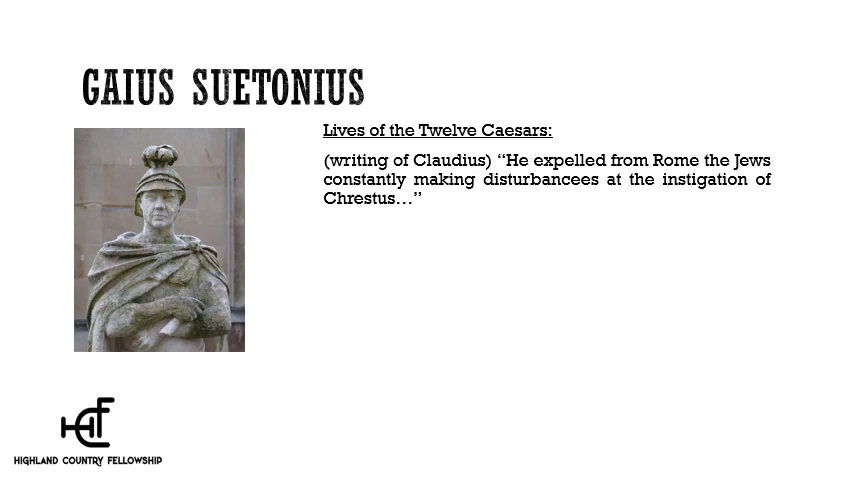 GAIUS SUETONIUS
Lives of the Twelve Caesars:
(writing of Claudius) “He expelled from Rome the Jews
constantly making disturbancees at the instigation of
Chrestus…”
HCF
HIGHLAND COUNTRY FELLOWSHIP